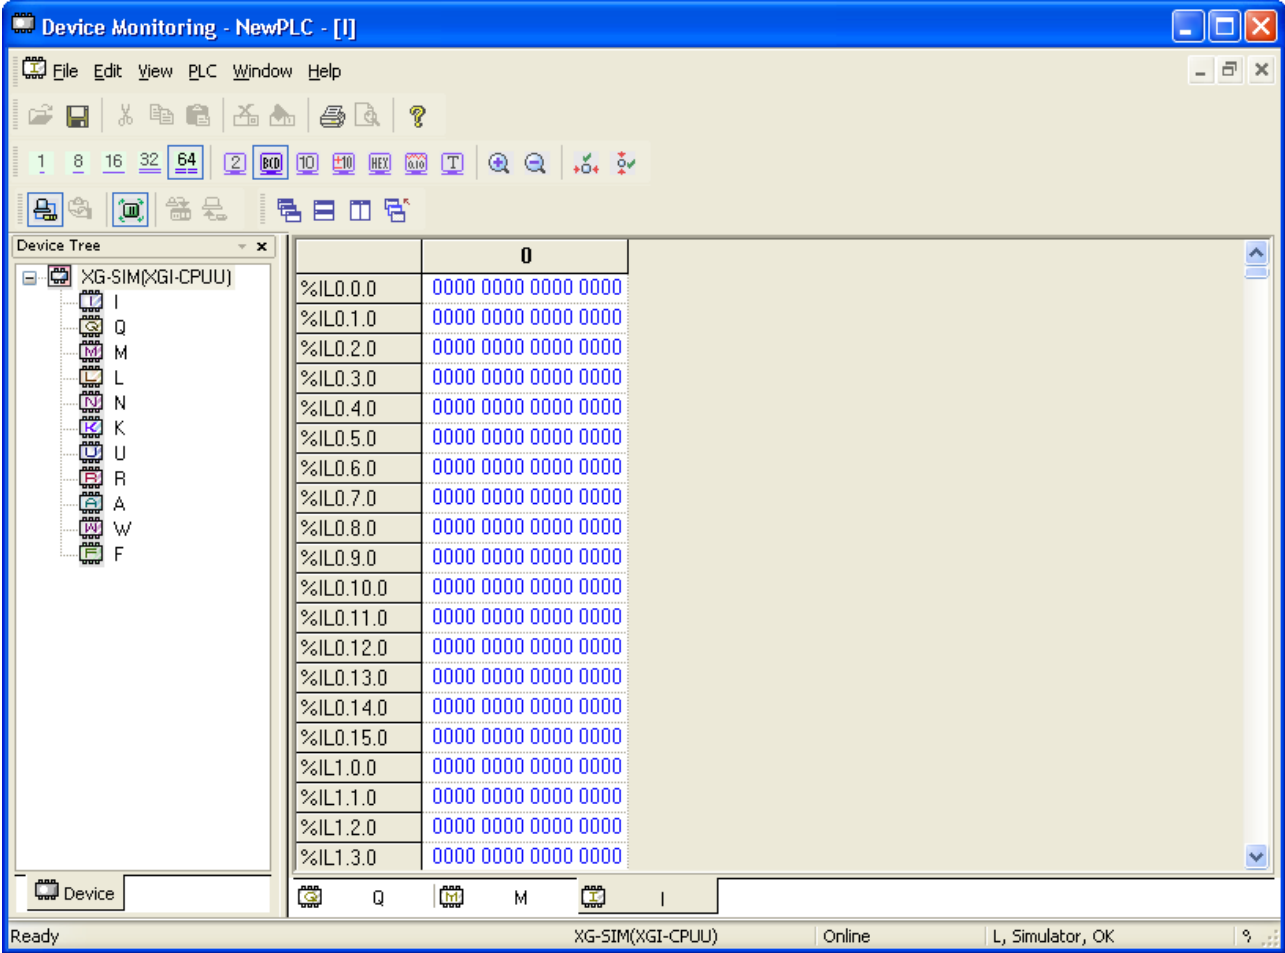 Device Monitoring - NewPLC - [I]
File Edit View PLC Window Help
1 8 16 32 64 2 BCD 10 ±10 HEX 0.10 T
Device Tree
XG-SIM(XGI-CPUU)
I
Q
M
L
N
K
U
R
A
W
F
Device
0
%IL0.0.0 0000 0000 0000 0000
%IL0.1.0 0000 0000 0000 0000
%IL0.2.0 0000 0000 0000 0000
%IL0.3.0 0000 0000 0000 0000
%IL0.4.0 0000 0000 0000 0000
%IL0.5.0 0000 0000 0000 0000
%IL0.6.0 0000 0000 0000 0000
%IL0.7.0 0000 0000 0000 0000
%IL0.8.0 0000 0000 0000 0000
%IL0.9.0 0000 0000 0000 0000
%IL0.10.0 0000 0000 0000 0000
%IL0.11.0 0000 0000 0000 0000
%IL0.12.0 0000 0000 0000 0000
%IL0.13.0 0000 0000 0000 0000
%IL0.14.0 0000 0000 0000 0000
%IL0.15.0 0000 0000 0000 0000
%IL1.0.0 0000 0000 0000 0000
%IL1.1.0 0000 0000 0000 0000
%IL1.2.0 0000 0000 0000 0000
%IL1.3.0 0000 0000 0000 0000
Q M I
Ready XG-SIM(XGI-CPUU) Online L, Simulator, OK